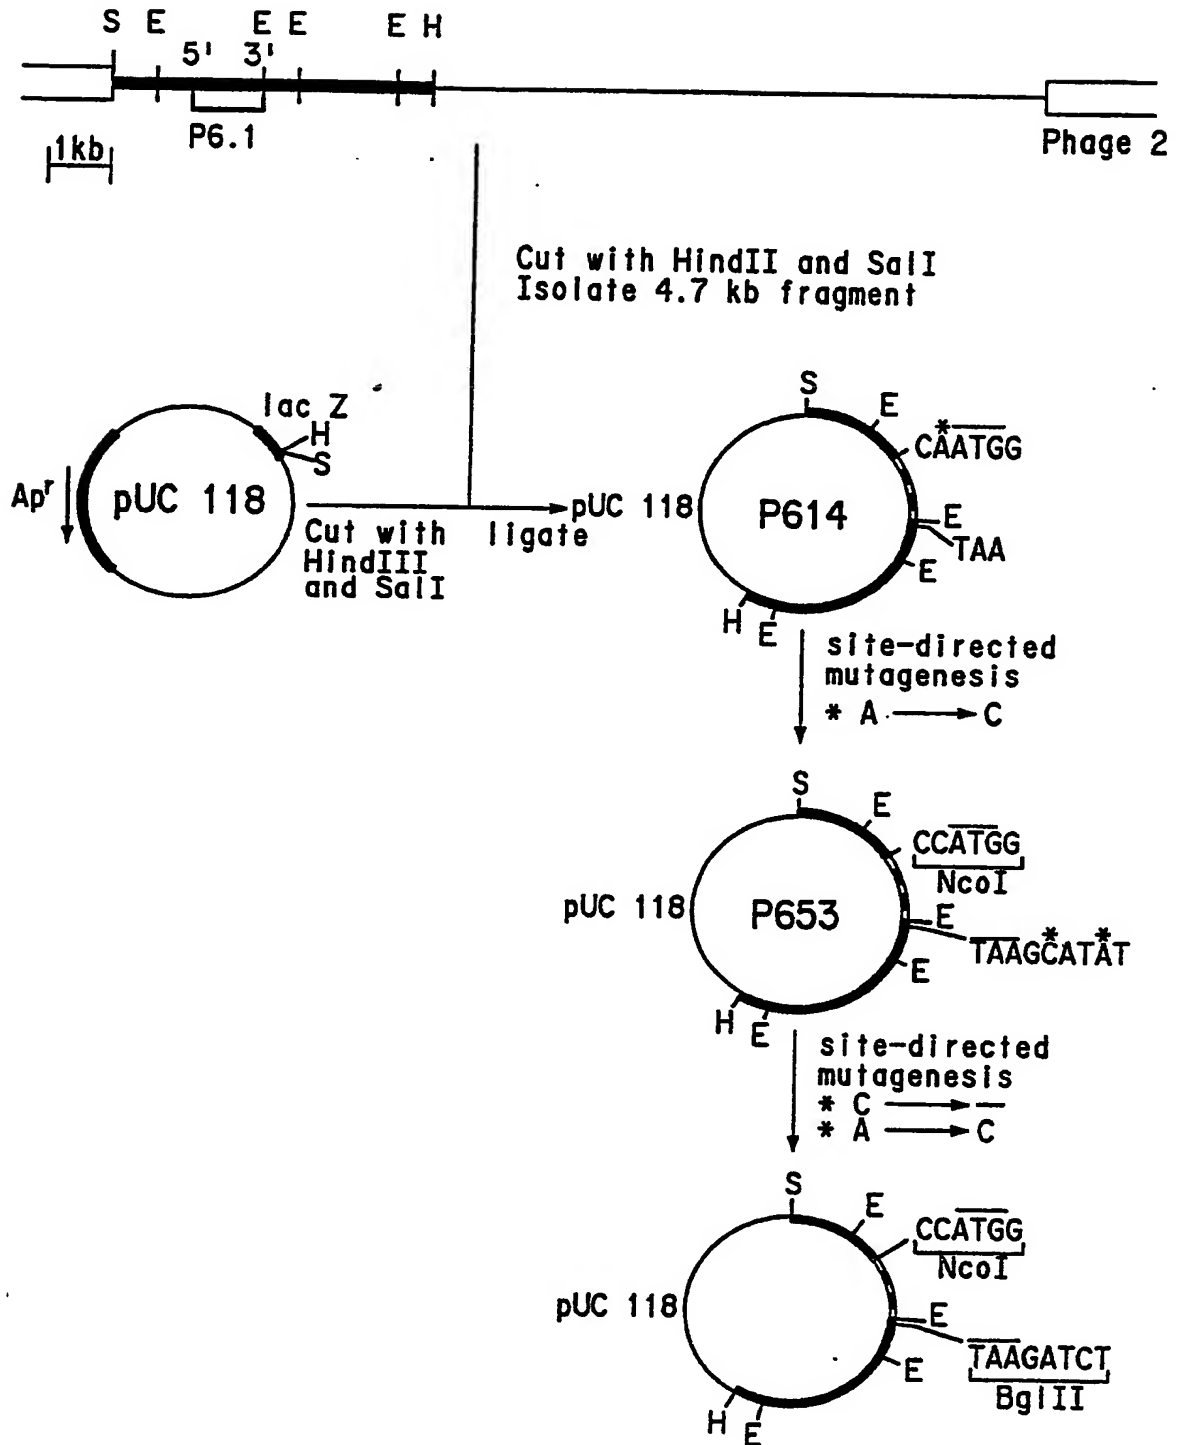 S E E E E H
5' 3'
P6.1
1kb
Phage 2
Cut with HindII and SalI
Isolate 4.7 kb fragment
lac Z
H
S
Apʳ
pUC 118
Cut with
HindIII
and SalI
ligate
pUC 118
P614
S
E
*
CAATGG
E
TAA
E
H E
site-directed
mutagenesis
* A → C
S
E
CCATGG
NcoI
pUC 118
P653
E
* *
TAAGCATAT
E
H E
site-directed
mutagenesis
* C → —
* A → C
S
E
CCATGG
NcoI
pUC 118
E
TAAGATCT
BglII
E
H E